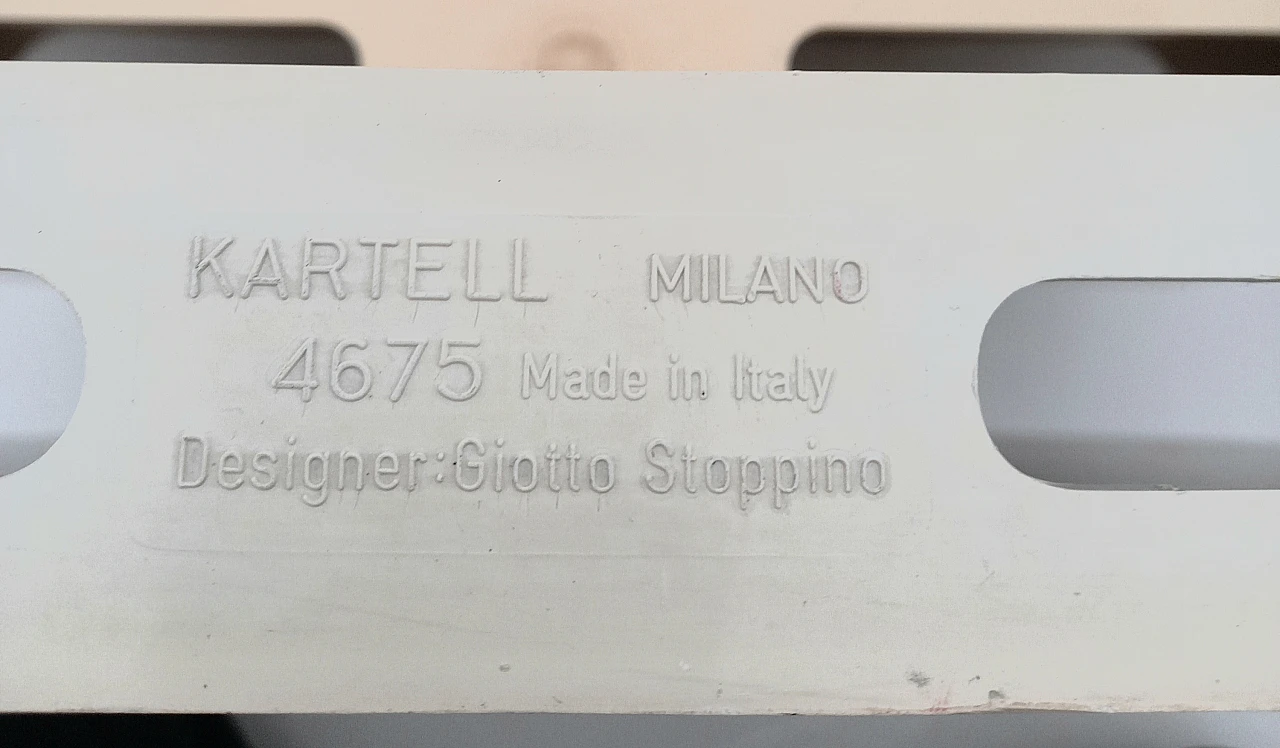 KARTELL MILANO
4675 Made in Italy
Designer:Giotto Stoppino